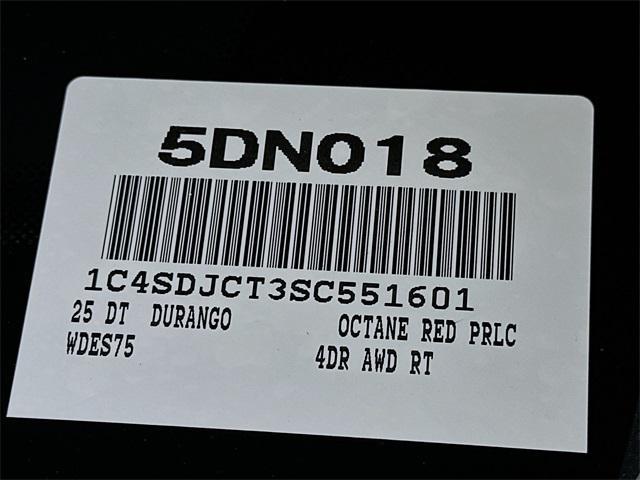 5DN018
1C4SDJCT3SC551601
25 DT DURANGO OCTANE RED PRLC
WDES75 4DR AWD RT